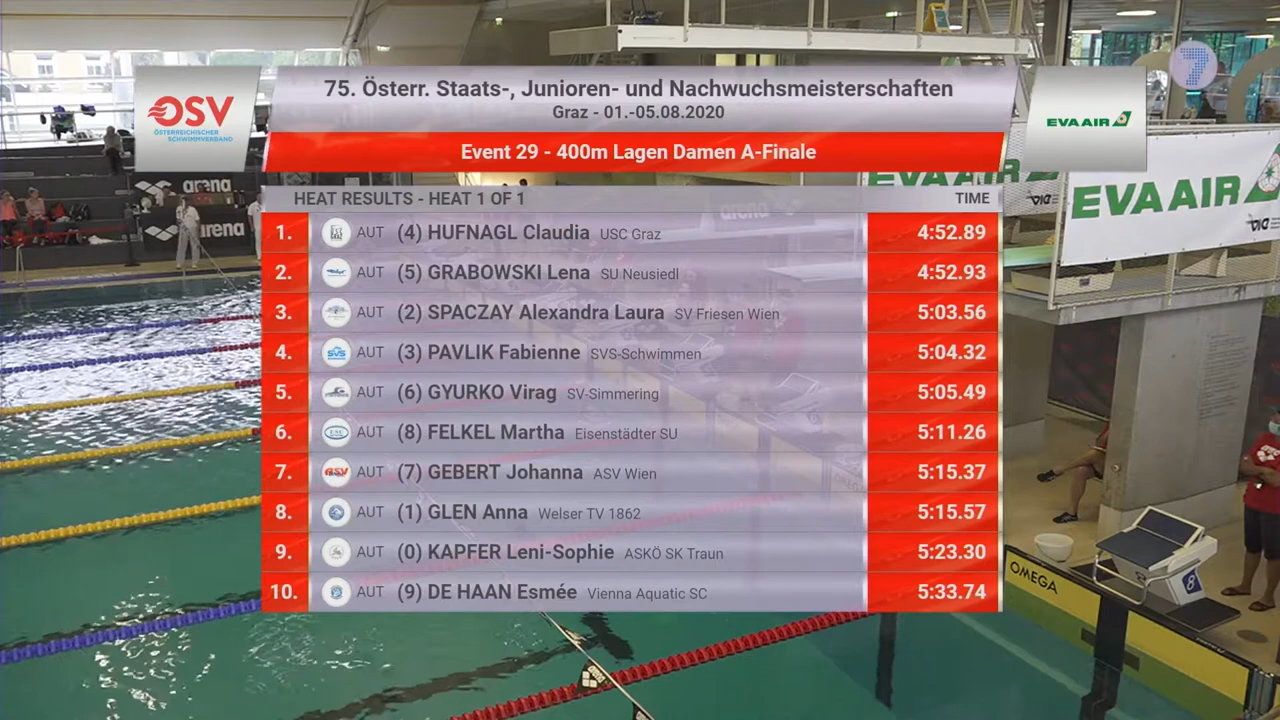 75. Österr. Staats-, Junioren- und Nachwuchsmeisterschaften
Graz - 01.-05.08.2020
OSV
ÖSTERREICHISCHER
SCHWIMMVERBAND
EVA AIR
Event 29 - 400m Lagen Damen A-Finale
HEAT RESULTS - HEAT 1 OF 1 TIME
1. AUT (4) HUFNAGL Claudia USC Graz 4:52.89
2. AUT (5) GRABOWSKI Lena SU Neusiedl 4:52.93
3. AUT (2) SPACZAY Alexandra Laura SV Friesen Wien 5:03.56
4. SVS AUT (3) PAVLIK Fabienne SVS-Schwimmen 5:04.32
5. AUT (6) GYURKO Virag SV-Simmering 5:05.49
6. AUT (8) FELKEL Martha Eisenstädter SU 5:11.26
7. AUT (7) GEBERT Johanna ASV Wien 5:15.37
8. AUT (1) GLEN Anna Welser TV 1862 5:15.57
9. AUT (0) KAPFER Leni-Sophie ASKÖ SK Traun 5:23.30
10. AUT (9) DE HAAN Esmée Vienna Aquatic SC 5:33.74
7
arena
arena
arena
EVA AIR
EVA AIR
OMEGA
8